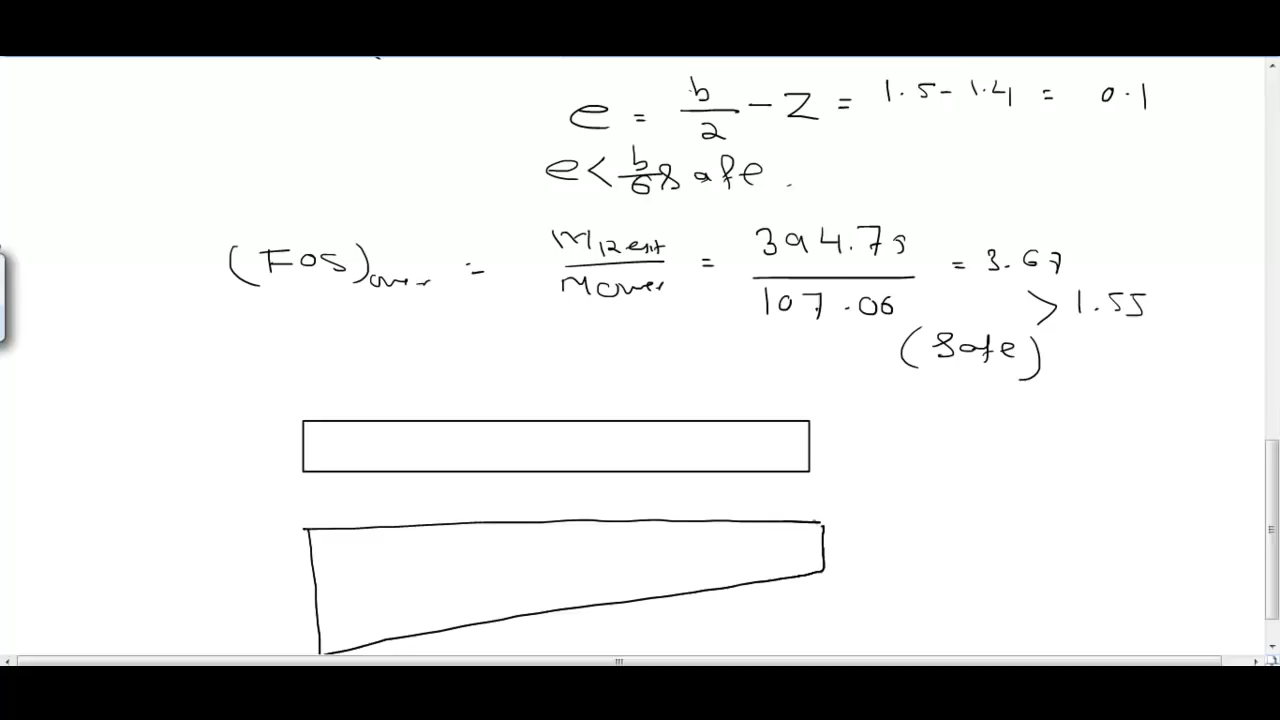 e = b/2 - Z = 1.5 - 1.4 = 0.1
e < b/6 safe.
(FOS)over = MRest/Mover = 394.75/107.06 = 3.67
> 1.55
(safe)